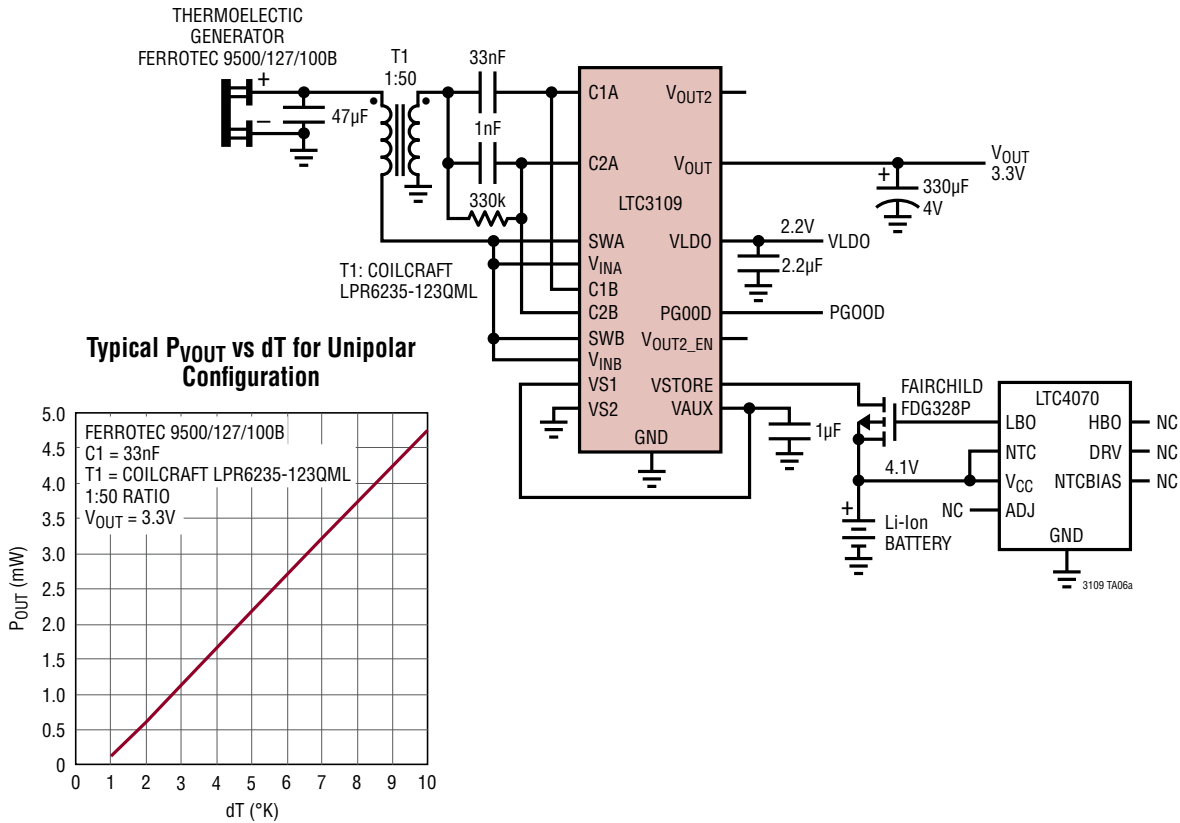 THERMOELECTIC
GENERATOR
FERROTEC 9500/127/100B
+
–
47µF
T1
1:50
33nF
1nF
330k
T1: COILCRAFT
LPR6235-123QML
C1A
C2A
SWA
VINA
C1B
C2B
SWB
VINB
VS1
VS2
LTC3109
GND
VOUT2
VOUT
VLDO
PG00D
VOUT2_EN
VSTORE
VAUX
+
330µF
4V
VOUT
3.3V
2.2V
VLDO
2.2µF
PGOOD
1µF
FAIRCHILD
FDG328P
4.1V
+
Li-Ion
BATTERY
NC
LTC4070
LBO
NTC
VCC
ADJ
HBO
DRV
NTCBIAS
GND
NC
NC
NC
3109 TA06a
Typical PVOUT vs dT for Unipolar
Configuration
FERROTEC 9500/127/100B
C1 = 33nF
T1 = COILCRAFT LPR6235-123QML
1:50 RATIO
VOUT = 3.3V
POUT (mW)
5.0
4.5
4.0
3.5
3.0
2.5
2.0
1.5
1.0
0.5
0
0 1 2 3 4 5 6 7 8 9 10
dT (°K)